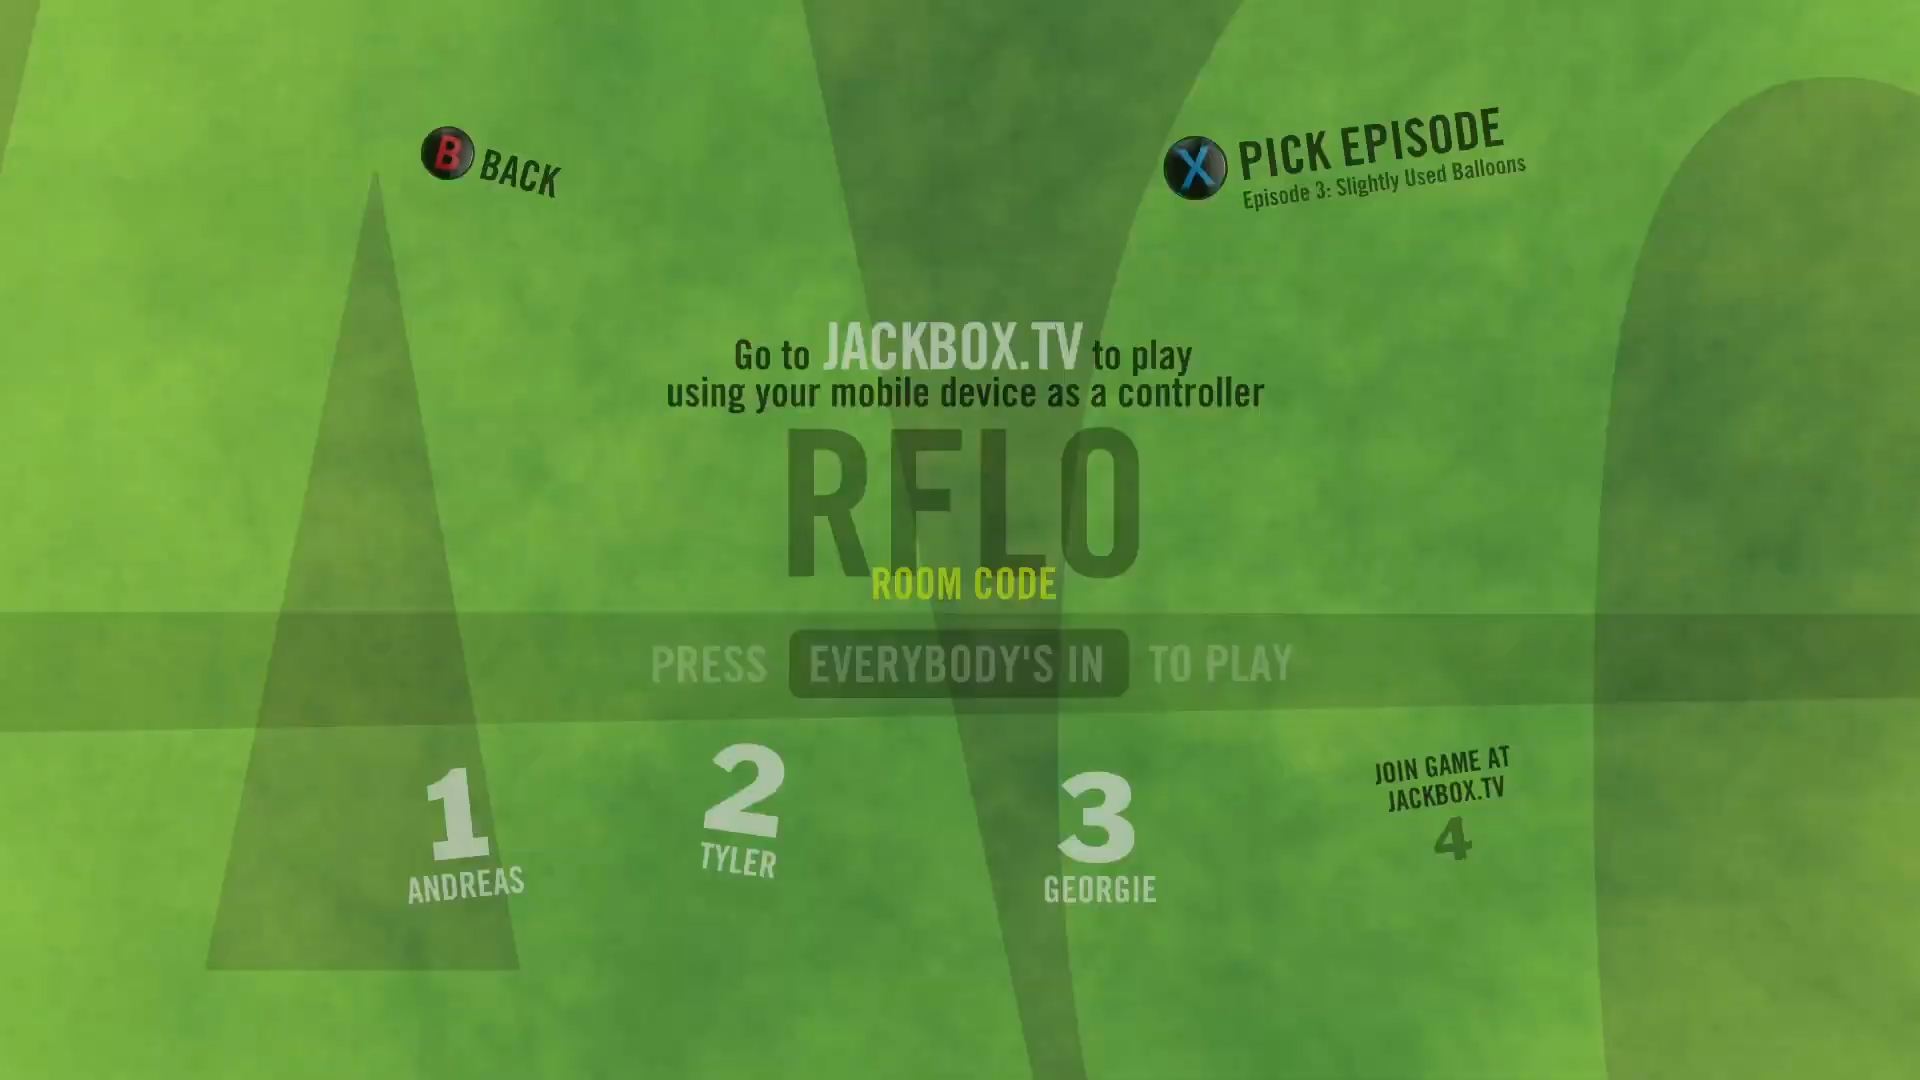 B BACK
X PICK EPISODE
Episode 3: Slightly Used Balloons
Go to JACKBOX.TV to play
using your mobile device as a controller
RFLO
ROOM CODE
PRESS EVERYBODY'S IN TO PLAY
1
ANDREAS
2
TYLER
3
GEORGIE
JOIN GAME AT
JACKBOX.TV
4